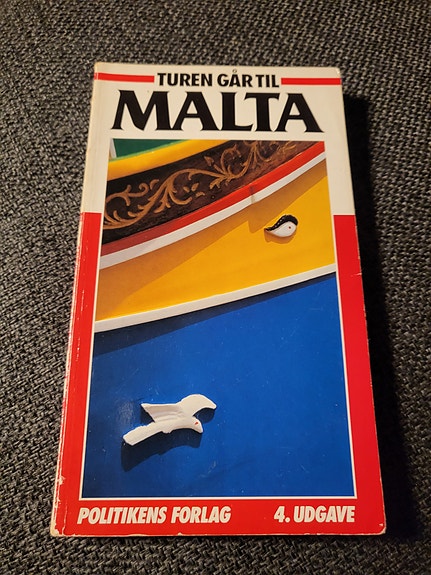 TUREN GÅR TIL
MALTA
POLITIKENS FORLAG 4. UDGAVE